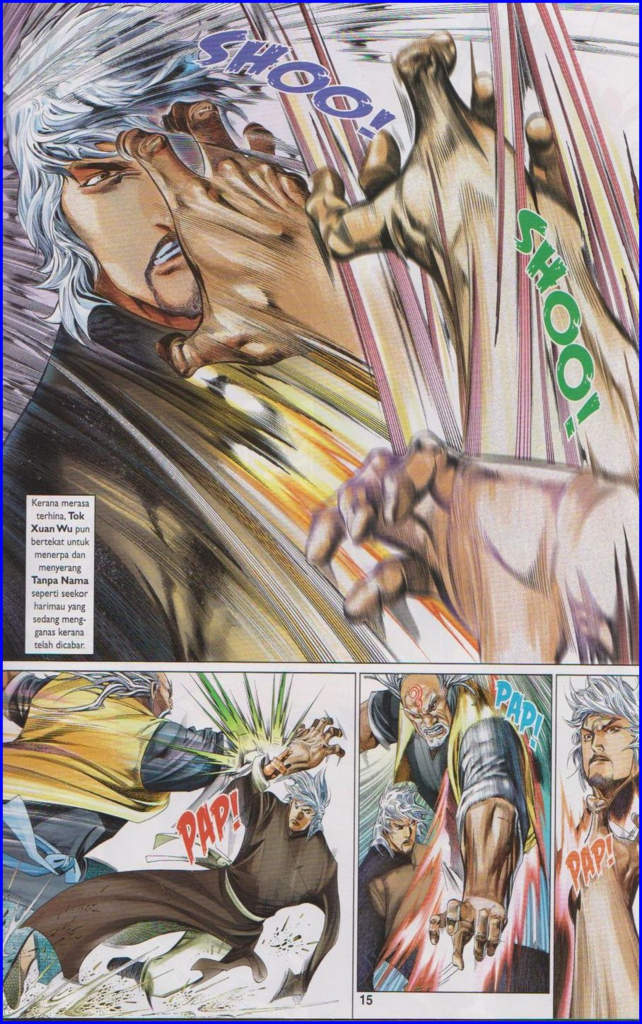 SHOO!
SHOO!
Kerana merasa
terhina, Tok
Xuan Wu pun
bertekat untuk
menerpa dan
menyerang
Tanpa Nama
seperti seekor
harimau yang
sedang meng-
ganas kerana
telah dicabar.
PAP!
PAP!
PAP!
PAP!
15